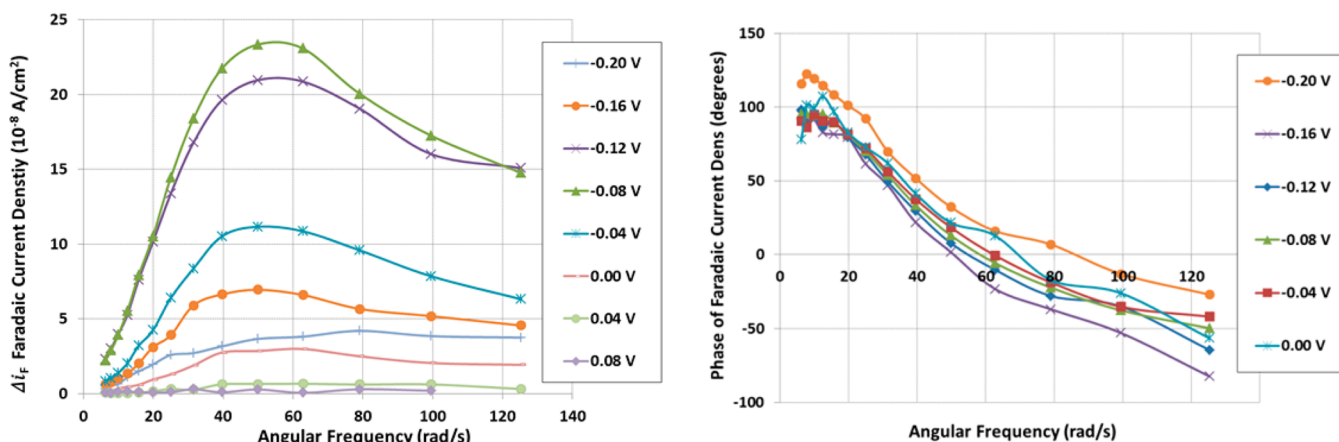 Δi_F Faradaic Current Denstiy (10⁻⁸ A/cm²)
25
20
15
10
5
0
0 20 40 60 80 100 120 140
Angular Frequency (rad/s)
-0.20 V
-0.16 V
-0.12 V
-0.08 V
-0.04 V
0.00 V
0.04 V
0.08 V
Phase of Faradaic Current Dens (degrees)
150
100
50
0
-50
-100
0 20 40 60 80 100 120
Angular Frequency (rad/s)
-0.20 V
-0.16 V
-0.12 V
-0.08 V
-0.04 V
0.00 V